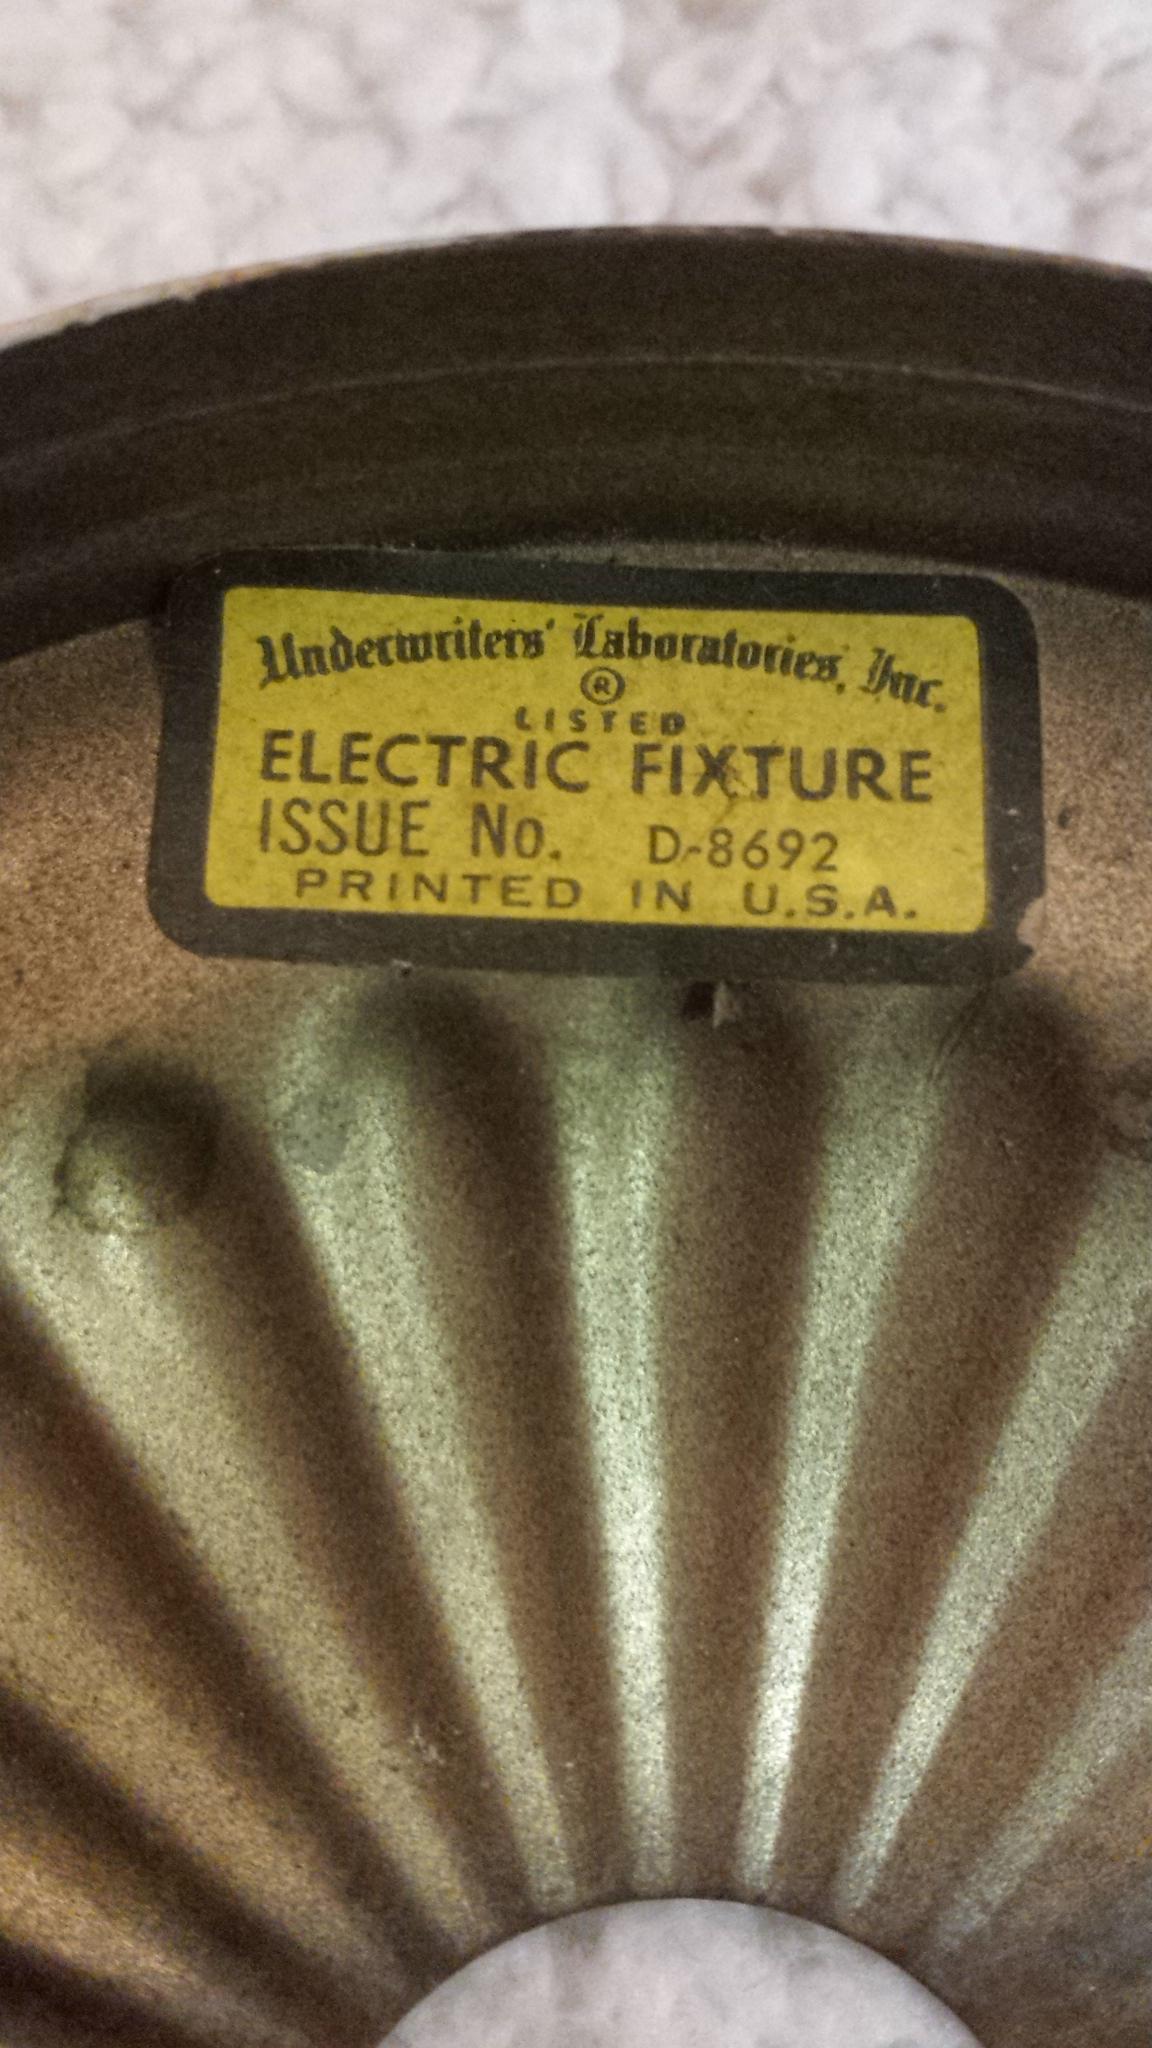 Underwriters' Laboratories, Inc.
®
LISTED
ELECTRIC FIXTURE
ISSUE No. D-8692
PRINTED IN U.S.A.